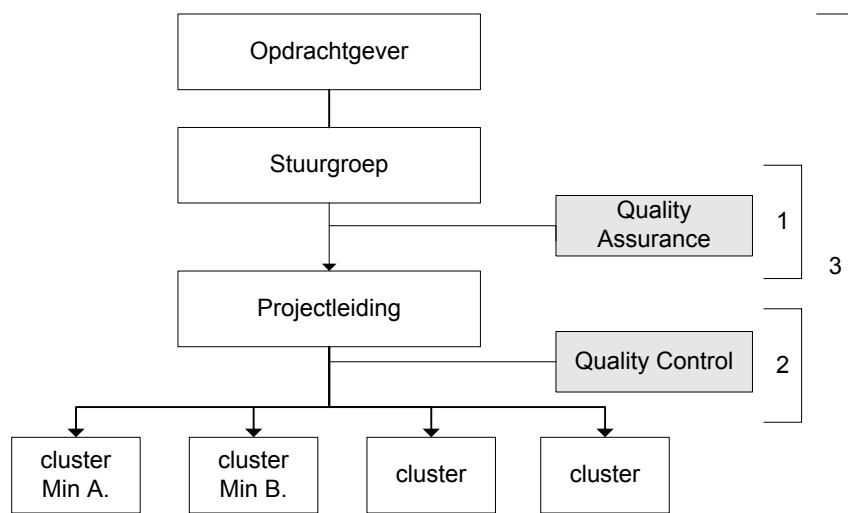 Opdrachtgever
Stuurgroep
Quality
Assurance
1
3
Projectleiding
Quality Control
2
cluster
Min A.
cluster
Min B.
cluster
cluster